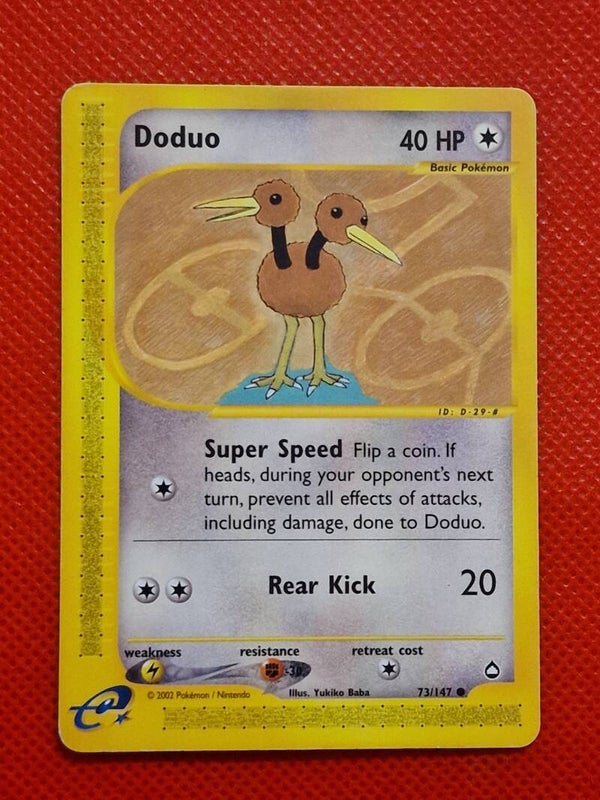 Doduo
40 HP
Basic Pokémon
ID: D-29-#
Super Speed Flip a coin. If
heads, during your opponent's next
turn, prevent all effects of attacks,
including damage, done to Doduo.
Rear Kick 20
weakness resistance retreat cost
-30
© 2002 Pokémon / Nintendo Illus. Yukiko Baba 73/147
e